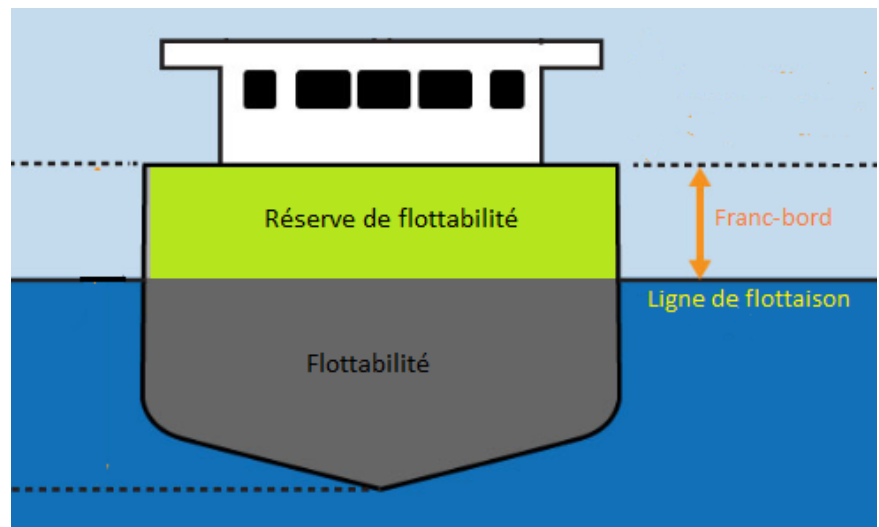 Réserve de flottabilité
Franc-bord
Ligne de flottaison
Flottabilité